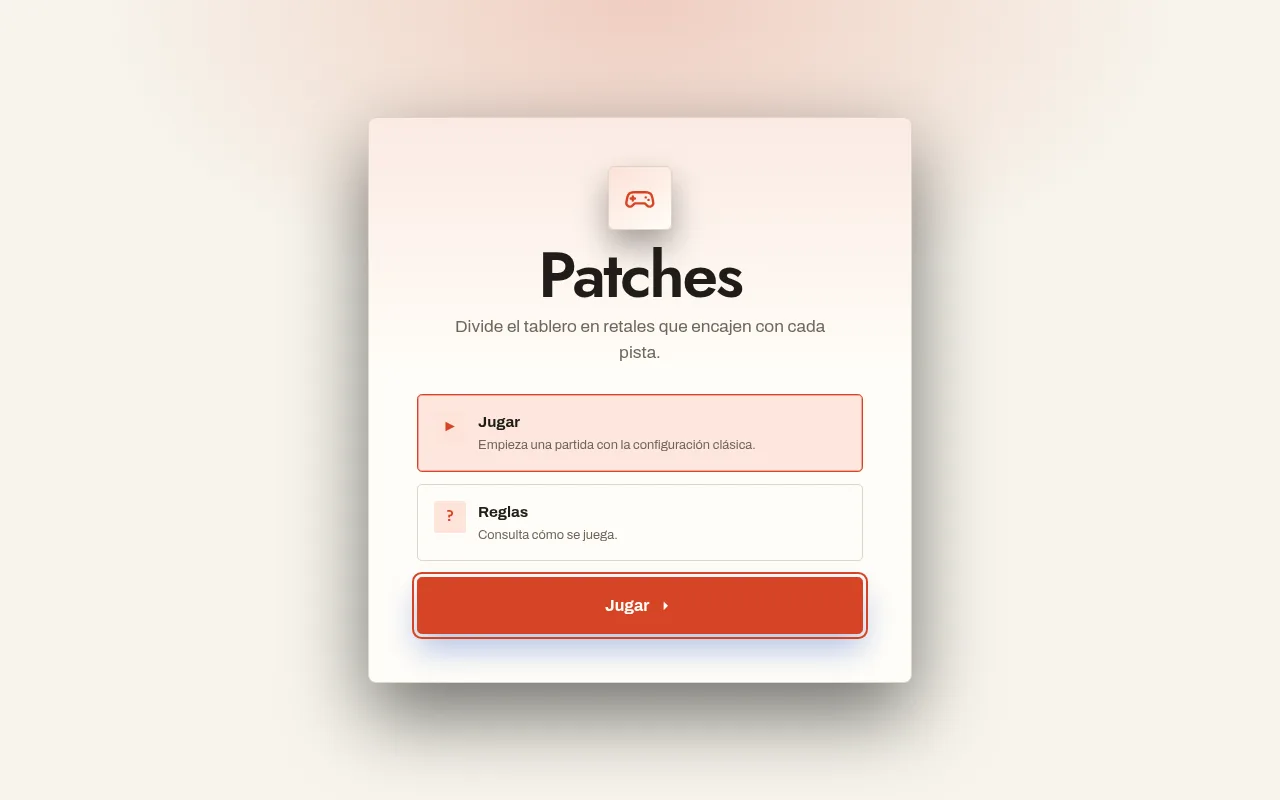 Patches
Divide el tablero en retales que encajen con cada
pista.
Jugar
Empieza una partida con la configuración clásica.
?
Reglas
Consulta cómo se juega.
Jugar